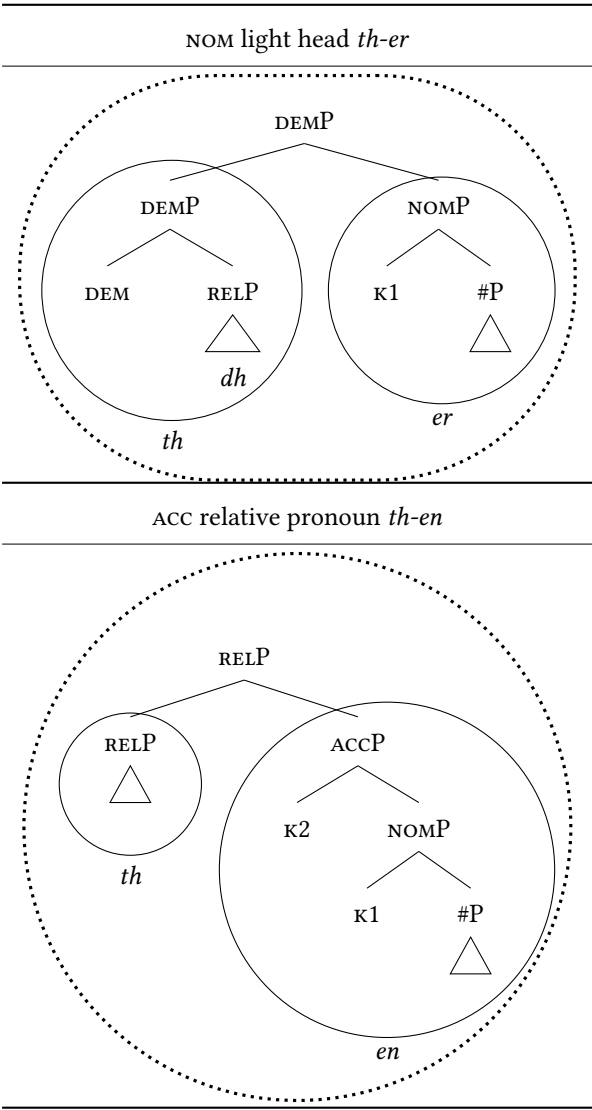 NOM light head th-er
DEMP
DEMP NOMP
DEM RELP K1 #P
dh
th er
ACC relative pronoun th-en
RELP
RELP ACCP
K2 NOMP
th
K1 #P
en